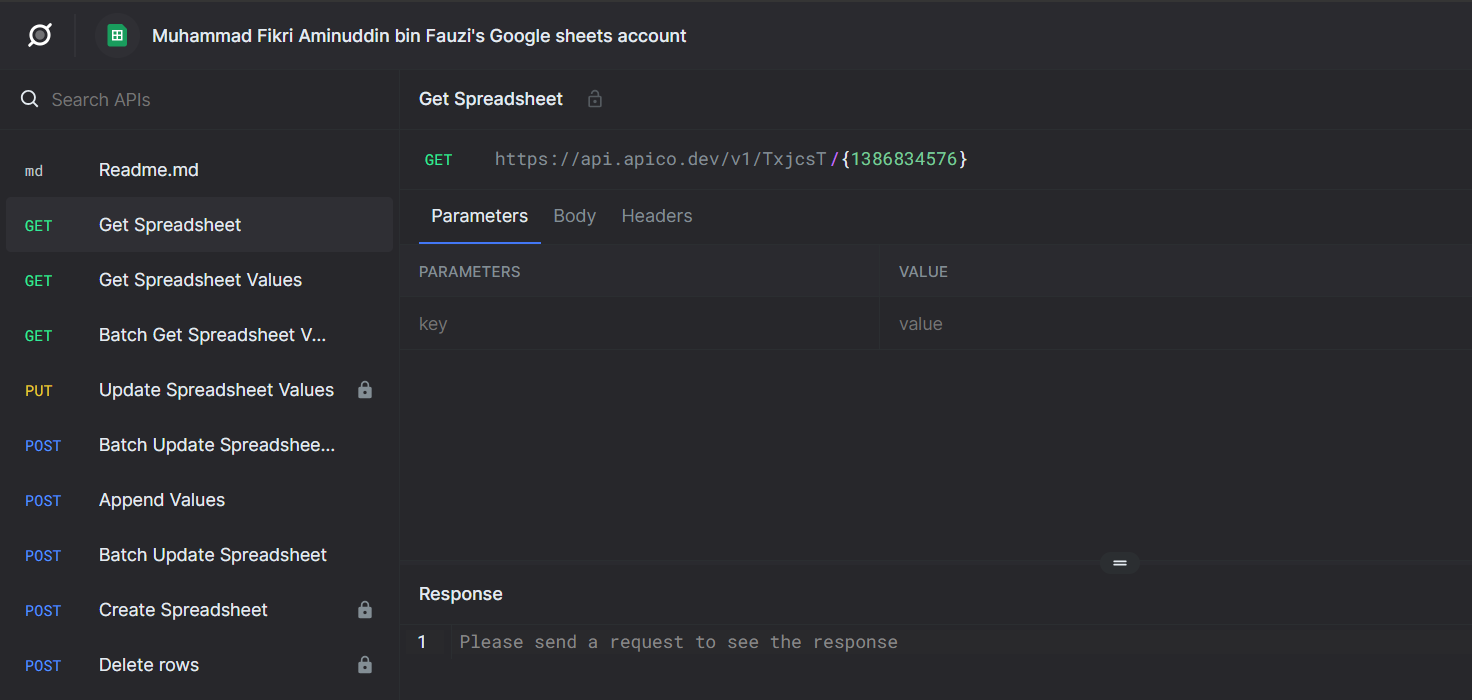 Muhammad Fikri Aminuddin bin Fauzi's Google sheets account
Search APIs
md Readme.md
GET Get Spreadsheet
GET Get Spreadsheet Values
GET Batch Get Spreadsheet V...
PUT Update Spreadsheet Values
POST Batch Update Spreadshee...
POST Append Values
POST Batch Update Spreadsheet
POST Create Spreadsheet
POST Delete rows
Get Spreadsheet
GET https://api.apico.dev/v1/TxjcsT/{1386834576}
Parameters Body Headers
PARAMETERS VALUE
key value
Response
1 Please send a request to see the response